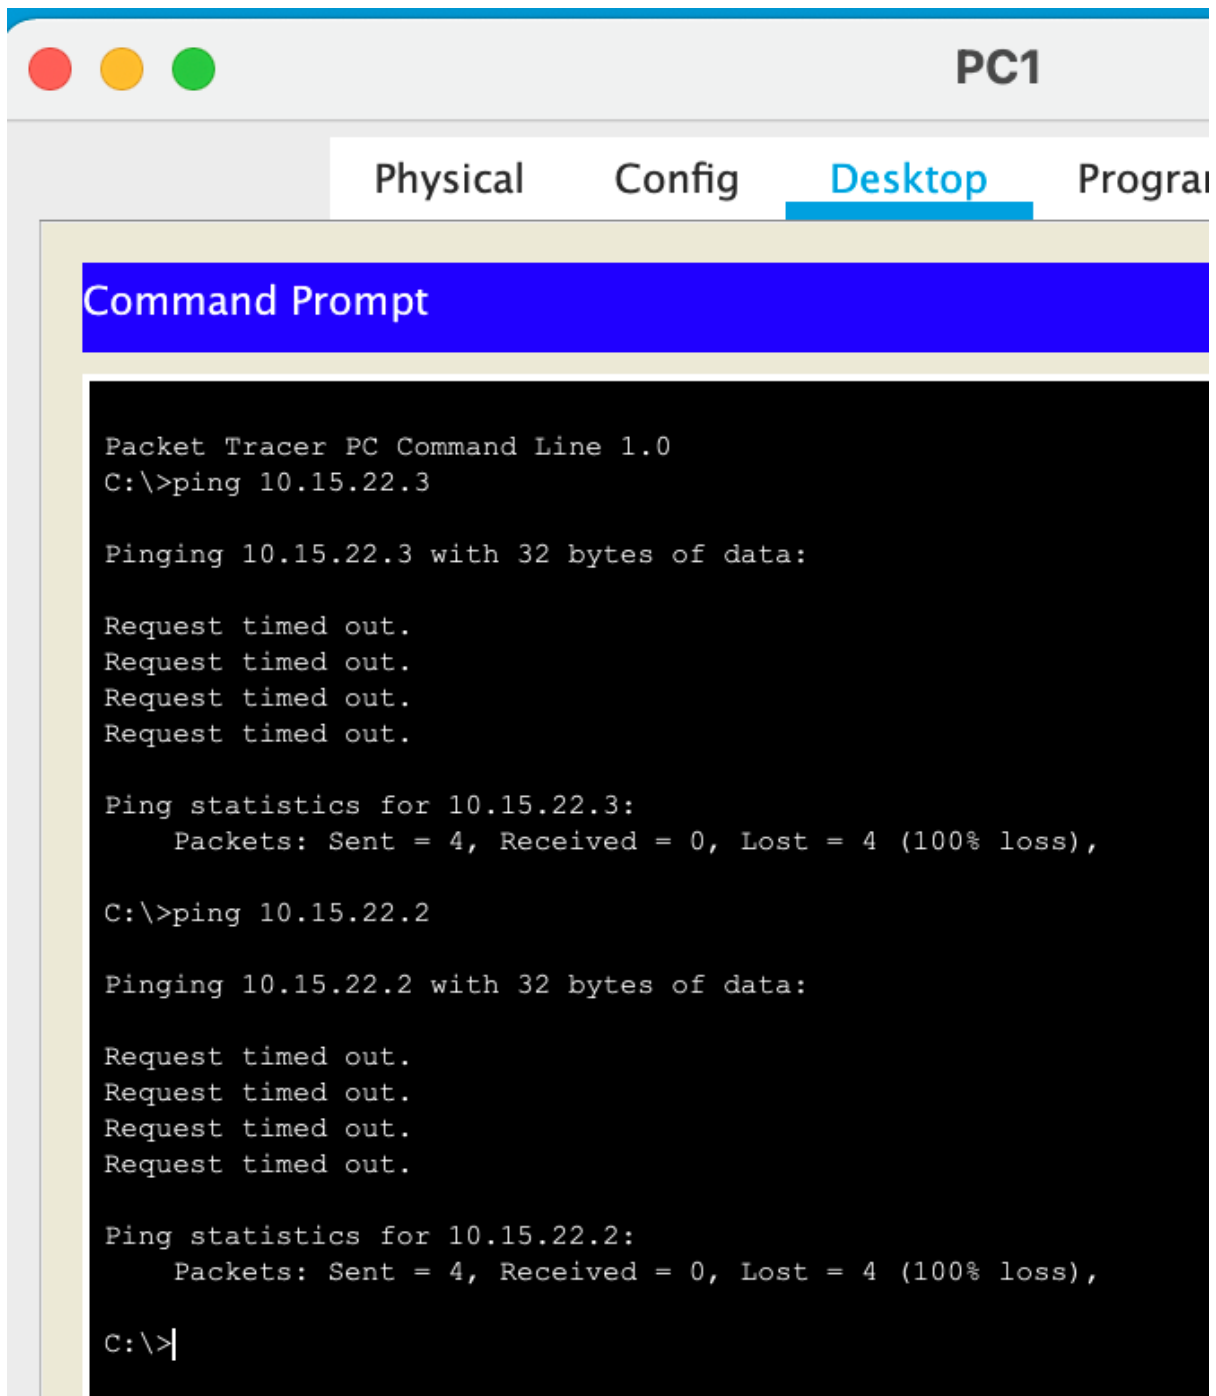 PC1
Physical Config Desktop
Command Prompt
Packet Tracer PC Command Line 1.0
C:\>ping 10.15.22.3
Pinging 10.15.22.3 with 32 bytes of data:
Request timed out.
Request timed out.
Request timed out.
Request timed out.
Ping statistics for 10.15.22.3:
Packets: Sent = 4, Received = 0, Lost = 4 (100% loss),
C:\>ping 10.15.22.2
Pinging 10.15.22.2 with 32 bytes of data:
Request timed out.
Request timed out.
Request timed out.
Request timed out.
Ping statistics for 10.15.22.2:
Packets: Sent = 4, Received = 0, Lost = 4 (100% loss),
C:\>